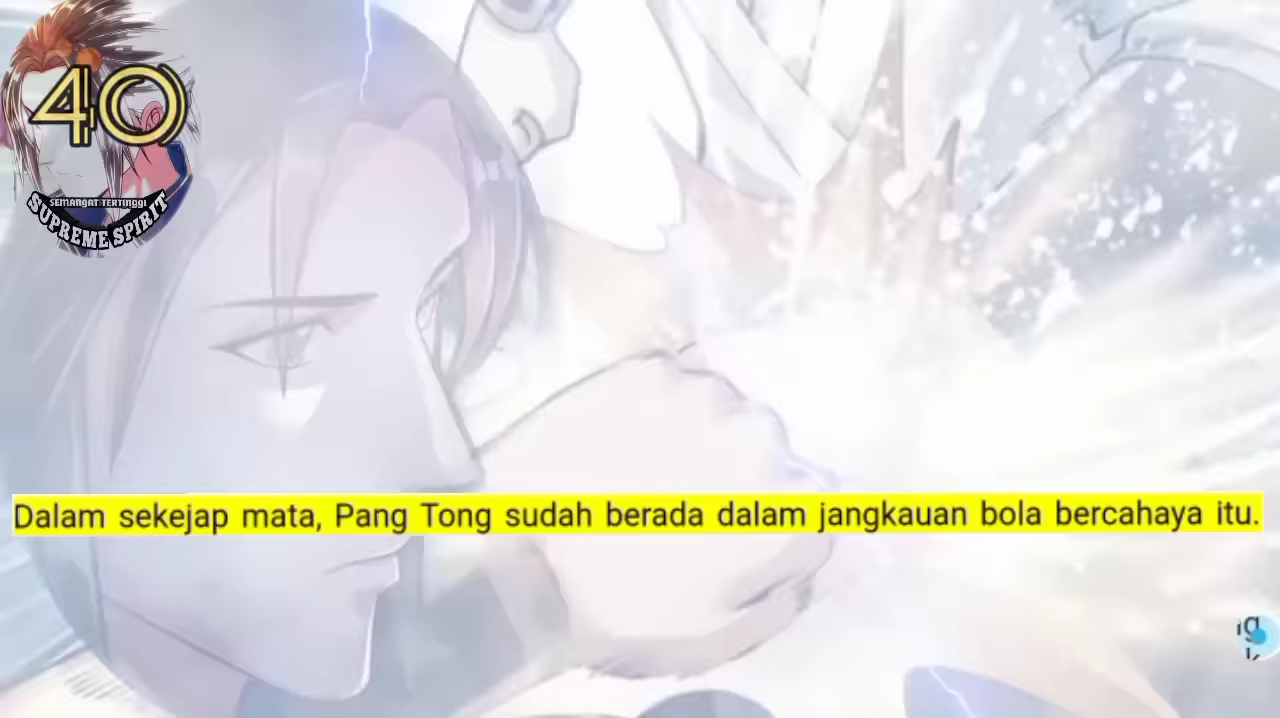 40
SEMANGAT TERTINGGI
SUPREME SPIRIT
Dalam sekejap mata, Pang Tong sudah berada dalam jangkauan bola bercahaya itu.